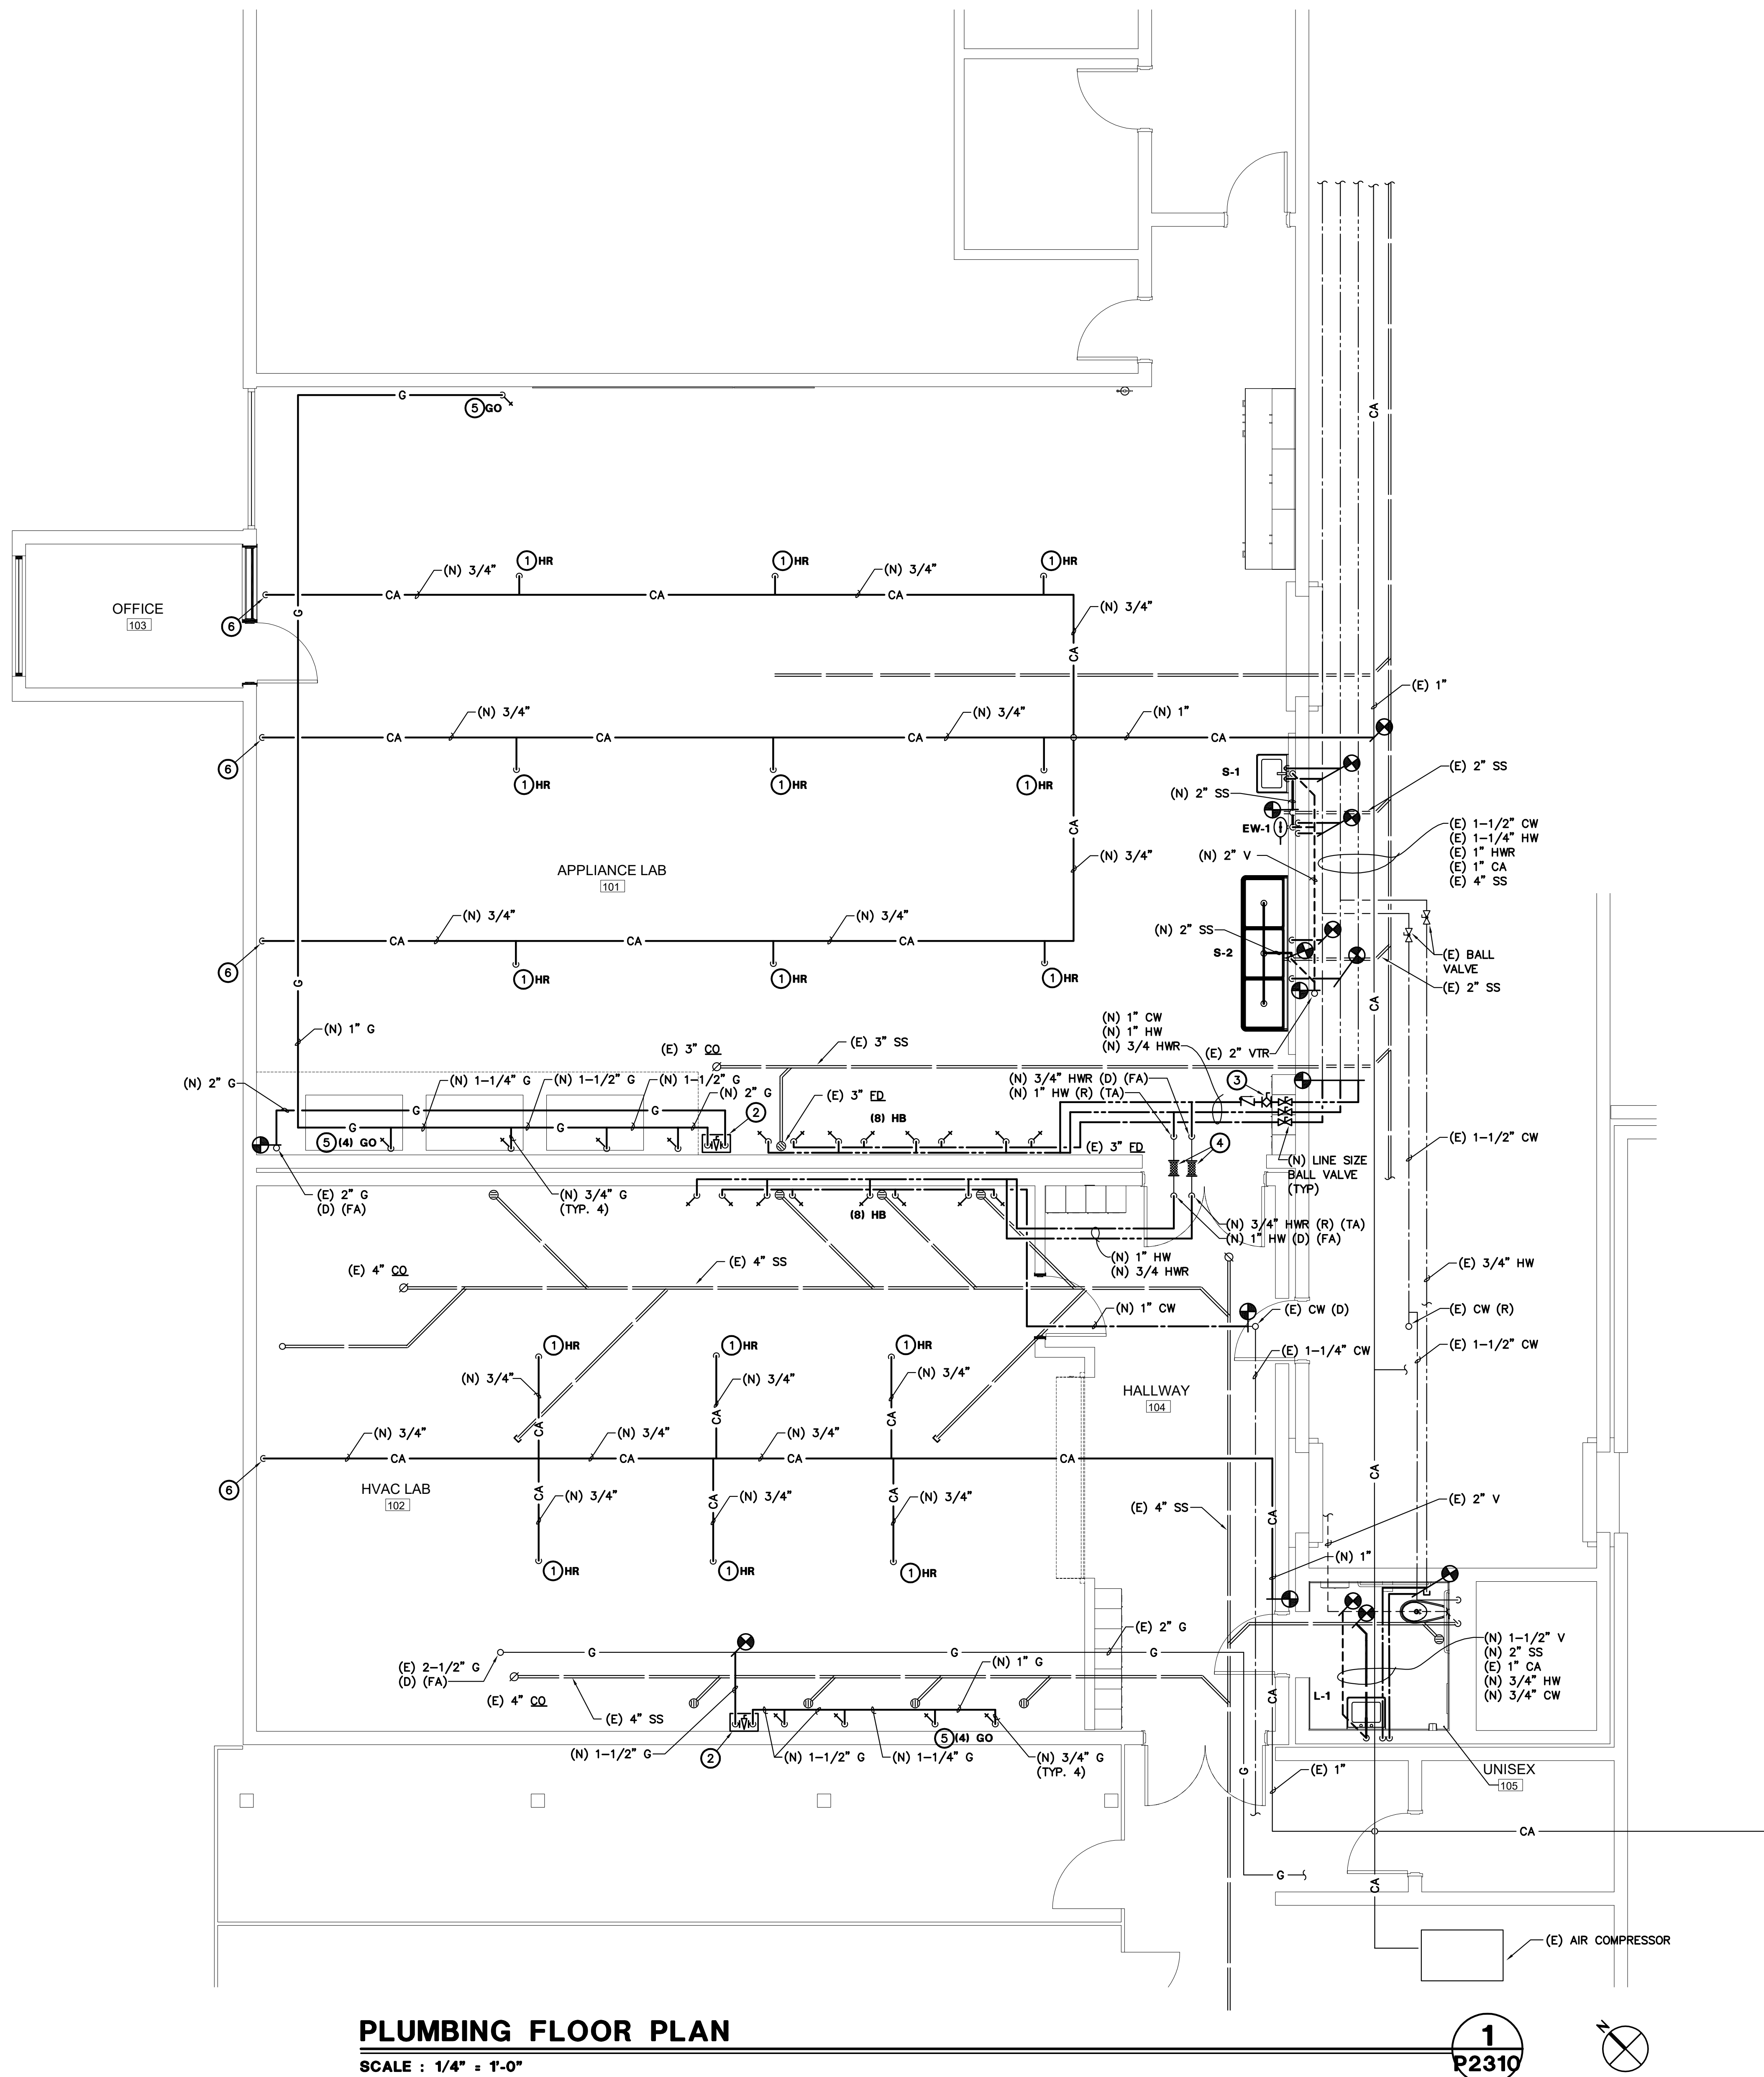 G
5 GO
1 HR
1 HR
1 HR
(N) 3/4"
(N) 3/4"
CA
CA
CA
CA
OFFICE
103
6
G
(N) 3/4"
CA
(E) 1"
(N) 3/4"
(N) 3/4"
(N) 1"
CA
CA
CA
CA
6
1 HR
1 HR
1 HR
S-1
(E) 2" SS
(N) 2" SS
EW-1
(E) 1-1/2" CW
(E) 1-1/4" HW
(E) 1" HWR
(E) 1" CA
(E) 4" SS
CA
(N) 2" V
(N) 3/4"
APPLIANCE LAB
101
(N) 3/4"
(N) 3/4"
CA
CA
CA
(N) 2" SS
S-2
(E) BALL
VALVE
6
1 HR
1 HR
1 HR
G
(E) 2" SS
CA
(N) 1" CW
(N) 1" HW
(N) 3/4 HWR
(N) 1" G
(E) 3" CO
(E) 3" SS
(E) 2" VTR
(N) 2" G
(N) 1-1/4" G
(N) 1-1/2" G
(N) 1-1/2" G
(N) 2" G
(E) 3" FD
(N) 3/4" HWR (D) (FA)
(N) 1" HW (R) (TA)
3
G
2
(8) HB
G
G
5 (4) GO
(E) 3" FD
4
(E) 1-1/2" CW
(N) LINE SIZE
BALL VALVE
(TYP)
(E) 2" G
(D) (FA)
(N) 3/4" G
(TYP. 4)
(8) HB
(N) 3/4" HWR (R) (TA)
(N) 1" HW (D) (FA)
(N) 1" HW
(N) 3/4 HWR
(E) 4" CO
(E) 4" SS
(E) 3/4" HW
(N) 1" CW
(E) CW (D)
(E) CW (R)
1 HR
1 HR
1 HR
(E) 1-1/4" CW
(E) 1-1/2" CW
(N) 3/4"
(N) 3/4"
(N) 3/4"
HALLWAY
104
CA
CA
CA
(N) 3/4"
(N) 3/4"
(N) 3/4"
CA
CA
CA
CA
CA
6
HVAC LAB
102
CA
CA
CA
(N) 3/4"
(N) 3/4"
(N) 3/4"
(E) 4" SS
CA
(E) 2" V
(N) 1"
1 HR
1 HR
1 HR
(E) 2" G
G
G
G
(E) 2-1/2" G
(D) (FA)
(N) 1" G
(N) 1-1/2" V
(N) 2" SS
(E) 1" CA
(N) 3/4" HW
(N) 3/4" CW
(E) 4" CO
(E) 4" SS
CA
L-1
5 (4) GO
(N) 1-1/2" G
2
(N) 1-1/2" G
(N) 1-1/4" G
(N) 3/4" G
(TYP. 4)
G
(E) 1"
UNISEX
105
CA
G
CA
(E) AIR COMPRESSOR
PLUMBING FLOOR PLAN
SCALE : 1/4" = 1'-0"
1
P2310
N